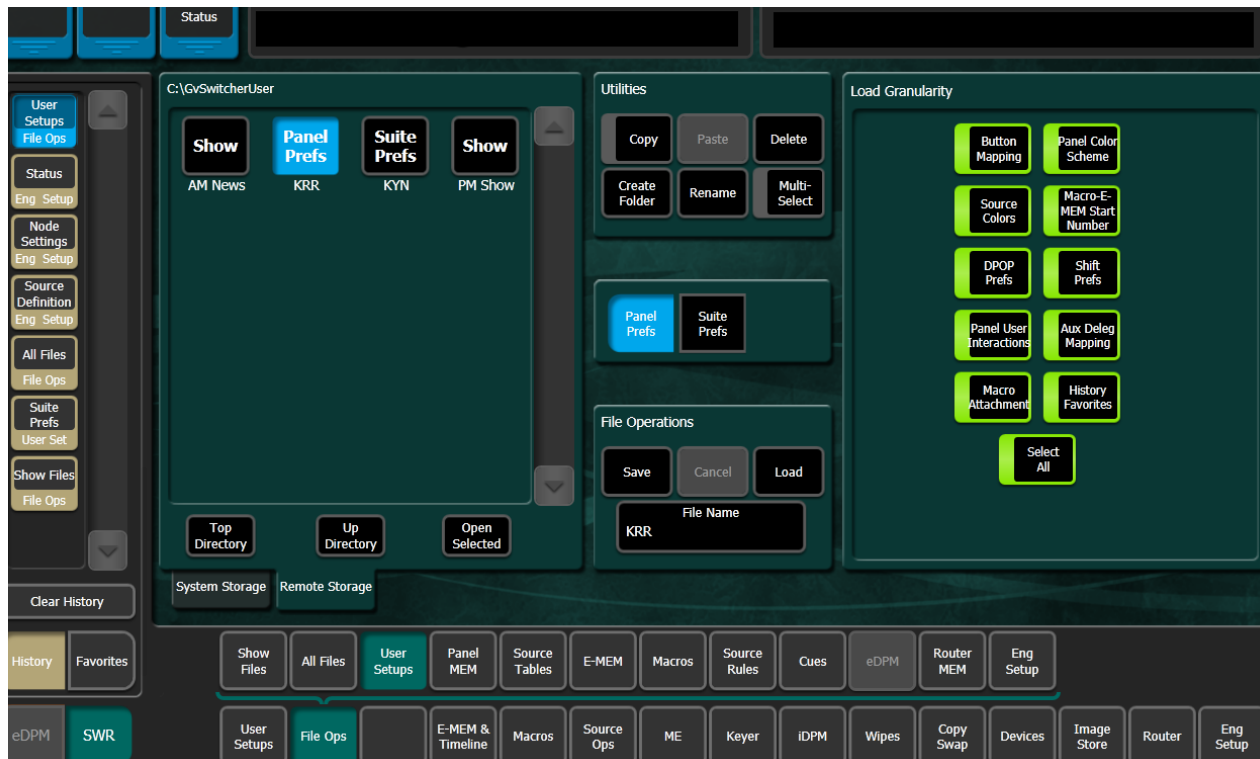 Status
User
Setups
File Ops
Status
Eng Setup
Node
Settings
Eng Setup
Source
Definition
Eng Setup
All Files
File Ops
Suite
Prefs
User Set
Show Files
File Ops
Clear History
History
Favorites
eDPM
SWR
C:\GvSwitcherUser
Show
AM News
Panel
Prefs
KRR
Suite
Prefs
KYN
Show
PM Show
Top
Directory
Up
Directory
Open
Selected
System Storage
Remote Storage
Utilities
Copy
Paste
Delete
Create
Folder
Rename
Multi-
Select
Panel
Prefs
Suite
Prefs
File Operations
Save
Cancel
Load
File Name
KRR
Load Granularity
Button
Mapping
Panel Color
Scheme
Source
Colors
Macro-E-
MEM Start
Number
DPOP
Prefs
Shift
Prefs
Panel User
Interactions
Aux Deleg
Mapping
Macro
Attachment
History
Favorites
Select
All
Show
Files
All Files
User
Setups
Panel
MEM
Source
Tables
E-MEM
Macros
Source
Rules
Cues
eDPM
Router
MEM
Eng
Setup
User
Setups
File Ops
E-MEM &
Timeline
Macros
Source
Ops
ME
Keyer
iDPM
Wipes
Copy
Swap
Devices
Image
Store
Router
Eng
Setup